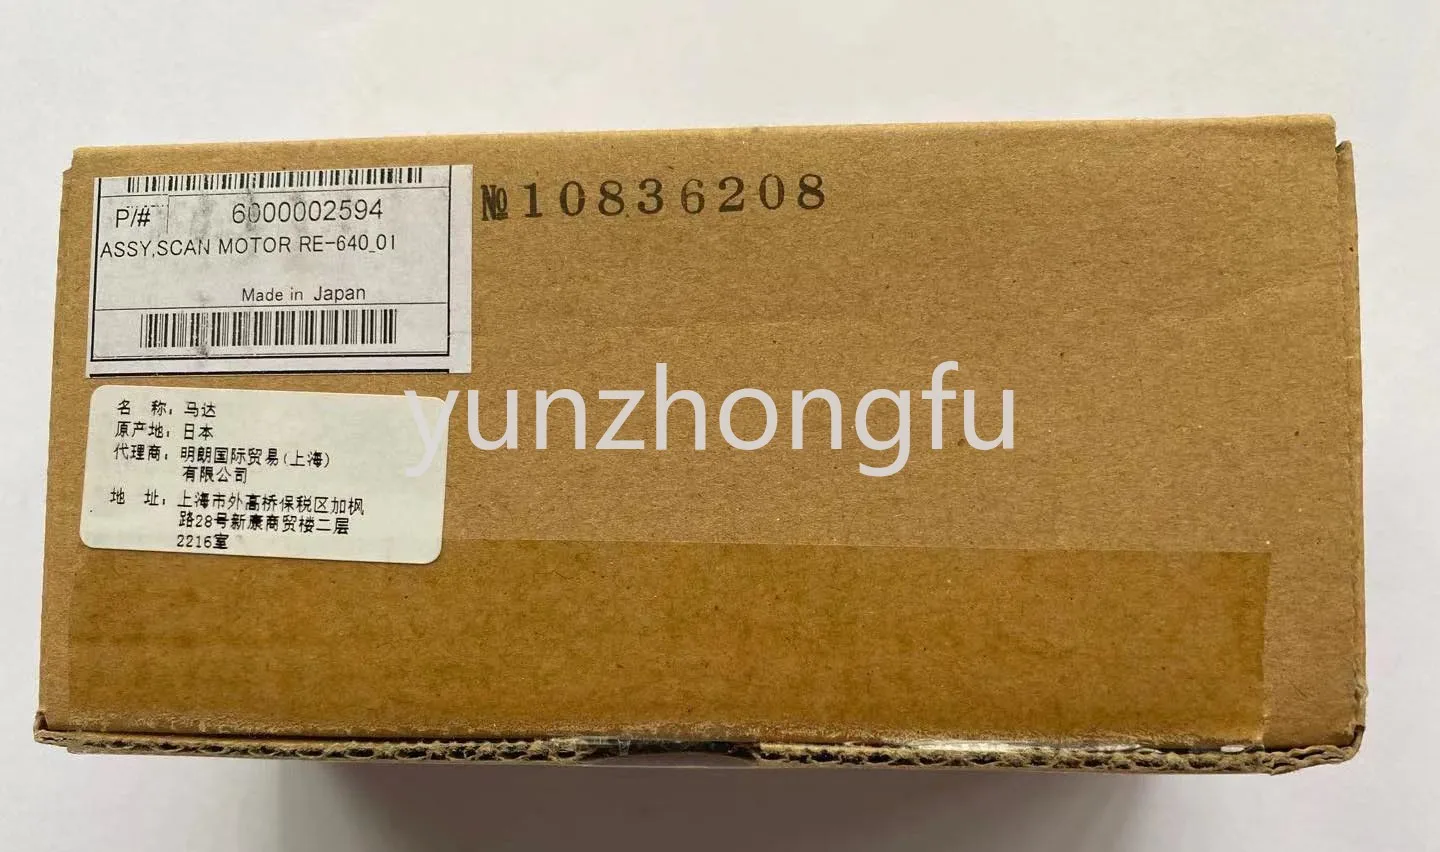 P/# 6000002594
ASSY,SCAN MOTOR RE-640_01
Made in Japan
№10836208
名 称：马达
原产地：日本
代理商：明朗国际贸易(上海)
有限公司
地 址：上海市外高桥保税区加枫
路28号新康商贸楼二层
2216室
yunzhongfu